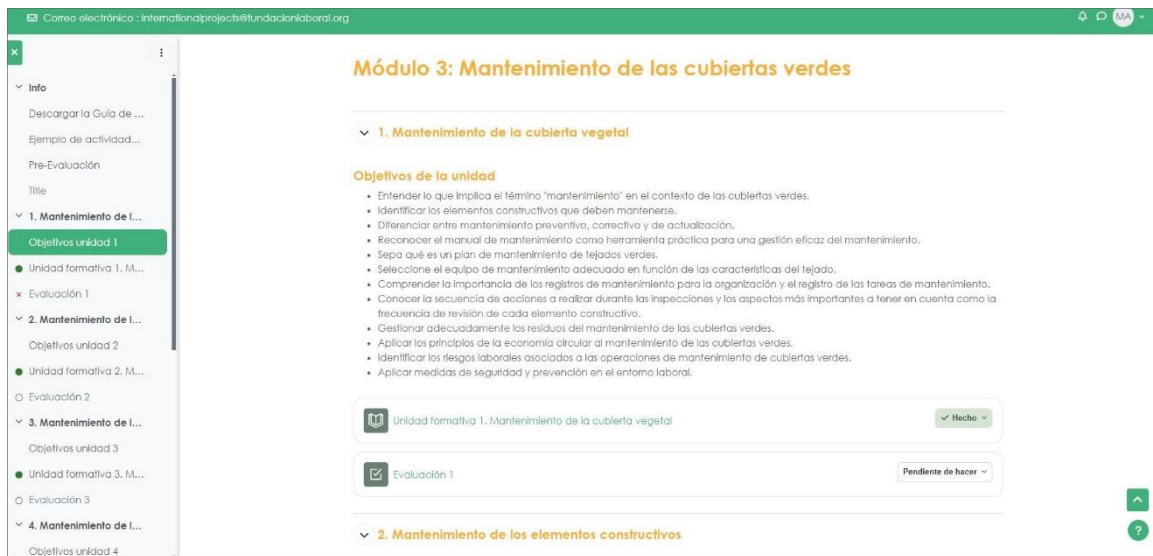 Correo electrónico : internationalprojects@fundacionlaboral.org
MA
Info
Descargar la Guía de ...
Ejemplo de actividad...
Pre-Evaluación
Title
1. Mantenimiento de l...
Objetivos unidad 1
Unidad formativa 1. M...
Evaluación 1
2. Mantenimiento de l...
Objetivos unidad 2
Unidad formativa 2. M...
Evaluación 2
3. Mantenimiento de l...
Objetivos unidad 3
Unidad formativa 3. M...
Evaluación 3
4. Mantenimiento de l...
Objetivos unidad 4
Módulo 3: Mantenimiento de las cubiertas verdes
1. Mantenimiento de la cubierta vegetal
Objetivos de la unidad
• Entender lo que implica el término "mantenimiento" en el contexto de las cubiertas verdes.
• Identificar los elementos constructivos que deben mantenerse.
• Diferenciar entre mantenimiento preventivo, correctivo y de actualización.
• Reconocer el manual de mantenimiento como herramienta práctica para una gestión eficaz del mantenimiento.
• Sepa qué es un plan de mantenimiento de tejados verdes.
• Seleccione el equipo de mantenimiento adecuado en función de las características del tejado.
• Comprender la importancia de los registros de mantenimiento para la organización y el registro de las tareas de mantenimiento.
• Conocer la secuencia de acciones a realizar durante las inspecciones y los aspectos más importantes a tener en cuenta como la
frecuencia de revisión de cada elemento constructivo.
• Gestionar adecuadamente los residuos del mantenimiento de las cubiertas verdes.
• Aplicar los principios de la economía circular al mantenimiento de las cubiertas verdes.
• Identificar los riesgos laborales asociados a las operaciones de mantenimiento de cubiertas verdes.
• Aplicar medidas de seguridad y prevención en el entorno laboral.
Unidad formativa 1. Mantenimiento de la cubierta vegetal
✓ Hecho
Evaluación 1
Pendiente de hacer
2. Mantenimiento de los elementos constructivos
?